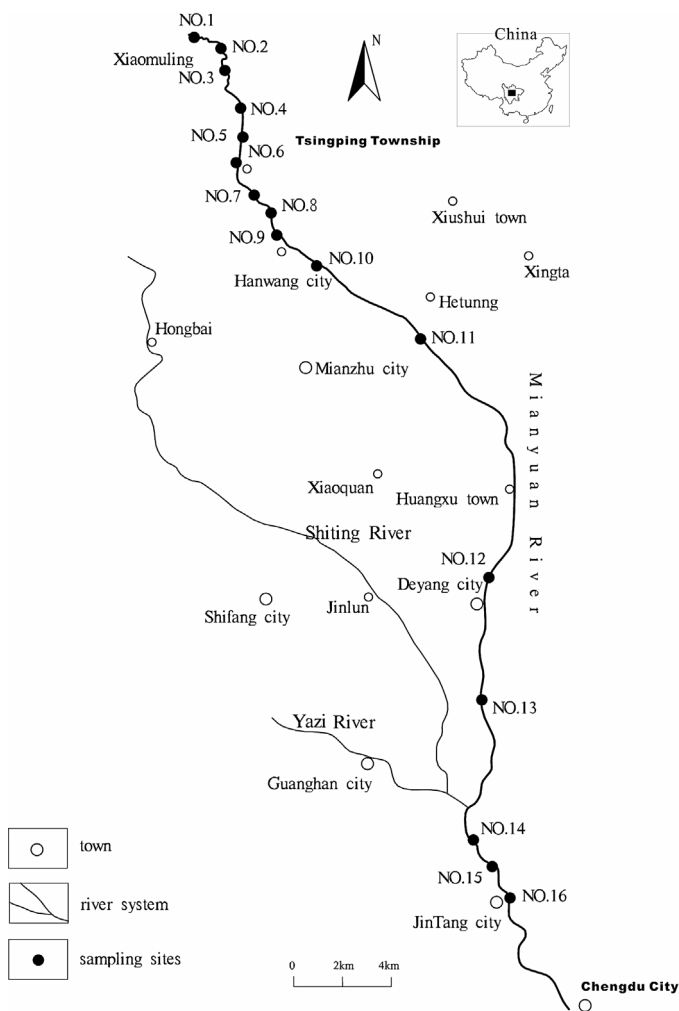 NO.1
China
N
NO.2
Xiaomuling
NO.3
NO.4
NO.5
Tsingping Township
NO.6
NO.7
NO.8
Xiushui town
NO.9
NO.10
Xingta
Hanwang city
Hetunng
Hongbai
NO.11
Mianzhu city
Mianyuan River
Xiaoquan
Huangxu town
Shiting River
NO.12
Deyang city
Jinlun
Shifang city
NO.13
Yazi River
Guanghan city
NO.14
town
NO.15
NO.16
river system
JinTang city
sampling sites
0 2km 4km
Chengdu City